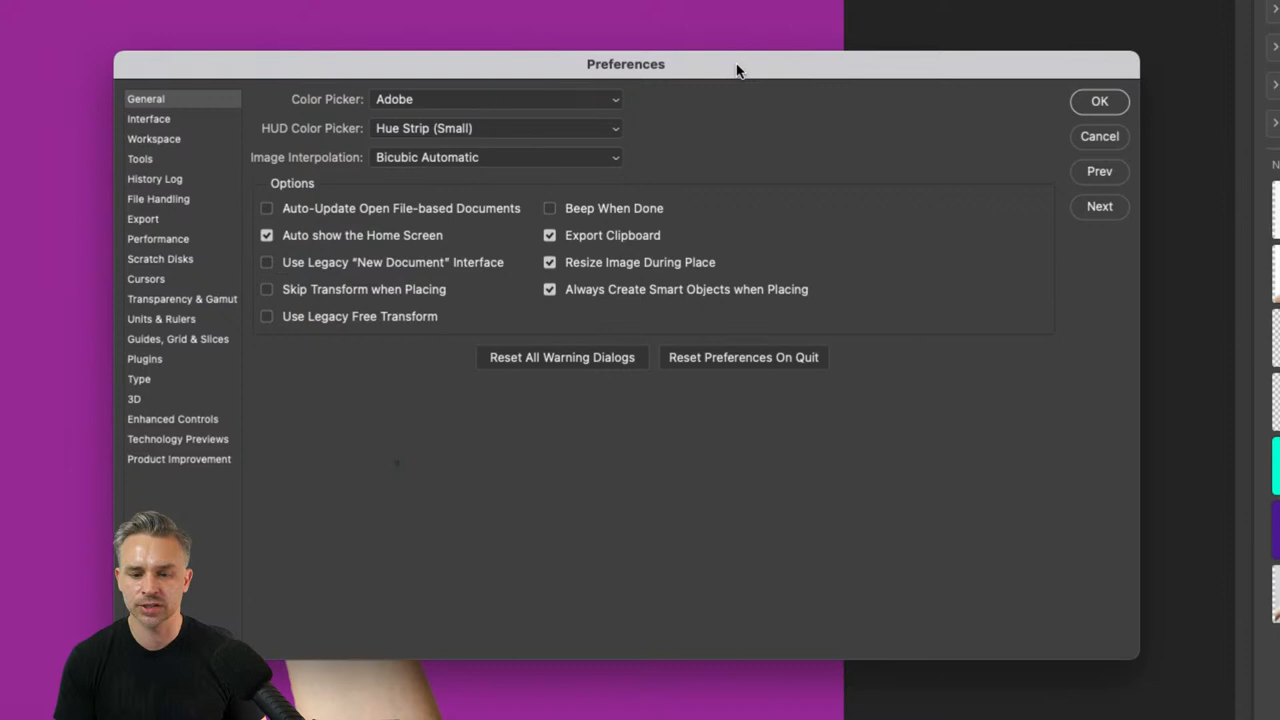 Preferences
General
Interface
Workspace
Tools
History Log
File Handling
Export
Performance
Scratch Disks
Cursors
Transparency & Gamut
Units & Rulers
Guides, Grid & Slices
Plugins
Type
3D
Enhanced Controls
Technology Previews
Product Improvement
Color Picker: Adobe
HUD Color Picker: Hue Strip (Small)
Image Interpolation: Bicubic Automatic
Options
Auto-Update Open File-based Documents
Auto show the Home Screen
Use Legacy “New Document” Interface
Skip Transform when Placing
Use Legacy Free Transform
Beep When Done
Export Clipboard
Resize Image During Place
Always Create Smart Objects when Placing
Reset All Warning Dialogs
Reset Preferences On Quit
OK
Cancel
Prev
Next